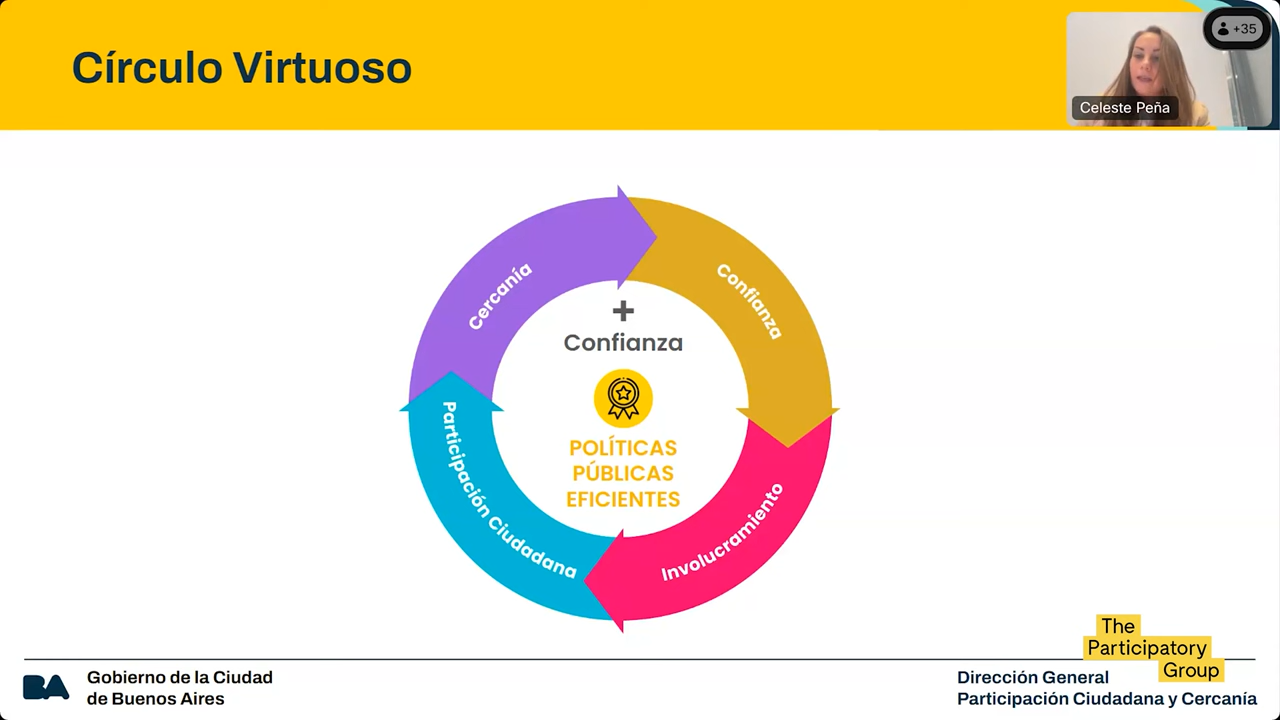 Círculo Virtuoso
+35
Celeste Peña
Cercanía
Confianza
+
Confianza
POLÍTICAS
PÚBLICAS
EFICIENTES
Participación Ciudadana
Involucramiento
The
Participatory
Group
BA
Gobierno de la Ciudad
de Buenos Aires
Dirección General
Participación Ciudadana y Cercanía